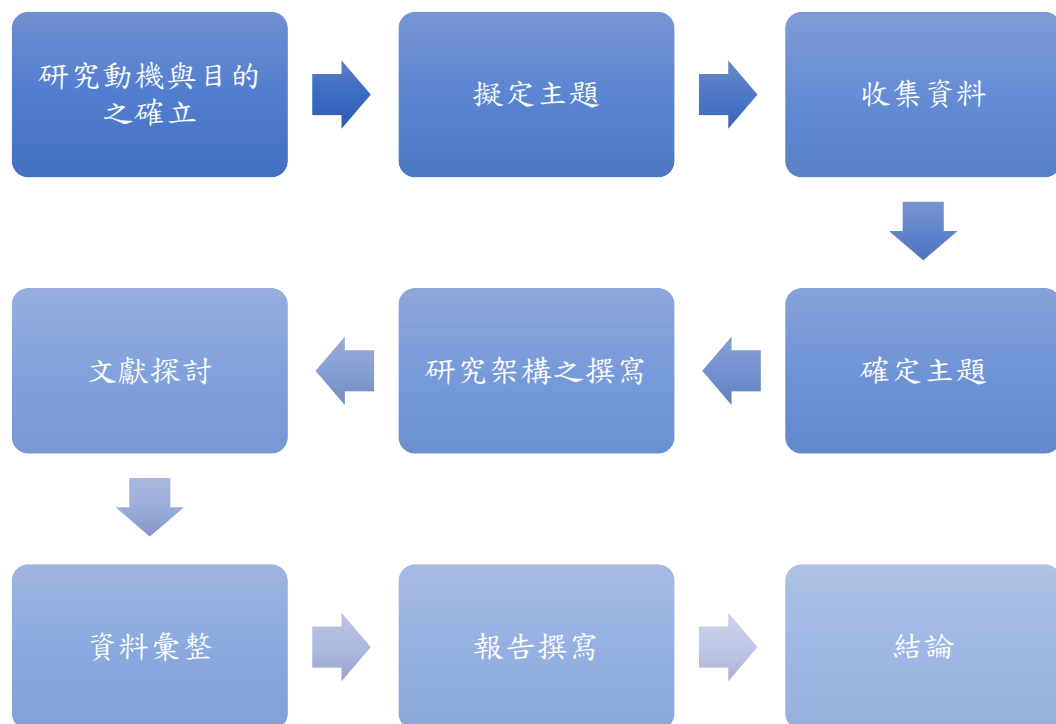 研究動機與目的
之確立
擬定主題
收集資料
確定主題
研究架構之撰寫
文獻探討
資料彙整
報告撰寫
結論